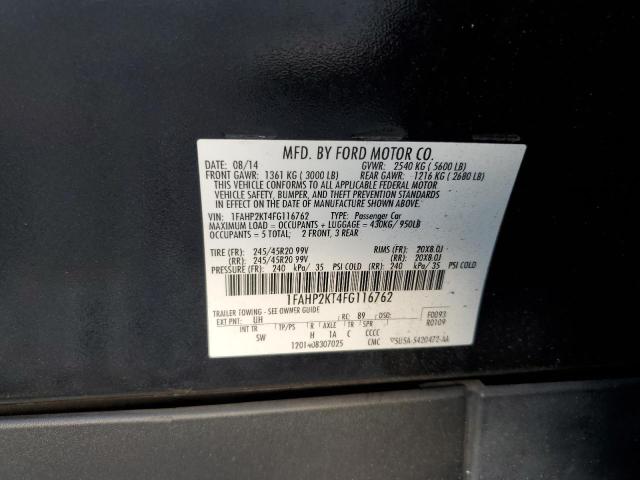 MFD. BY FORD MOTOR CO.
DATE: 08/14 GVWR: 2540 KG ( 5600 LB)
FRONT GAWR: 1361 KG ( 3000 LB) REAR GAWR: 1216 KG ( 2680 LB)
THIS VEHICLE CONFORMS TO ALL APPLICABLE FEDERAL MOTOR
VEHICLE SAFETY, BUMPER, AND THEFT PREVENTION STANDARDS
IN EFFECT ON THE DATE OF MANUFACTURE SHOWN ABOVE.
VIN: 1FAHP2KT4FG116762 TYPE: Passenger Car
MAXIMUM LOAD = OCCUPANTS + LUGGAGE = 430KG/ 950LB
OCCUPANTS = 5 TOTAL; 2 FRONT, 3 REAR
TIRE (FR): 245/45R20 99V RIMS (FR): 20X8.0J
(RR): 245/45R20 99V (RR): 20X8.0J
PRESSURE (FR): 240 kPa/ 35 PSI COLD (RR): 240 kPa/ 35 PSI COLD
1FAHP2KT4FG116762
TRAILER TOWING - SEE OWNER GUIDE
EXT PNT: UH RC: 89 DSO: F0093
R0109
INT TR TP/PS R AXLE TR SPR
SW H 1A C CCCC
CMC